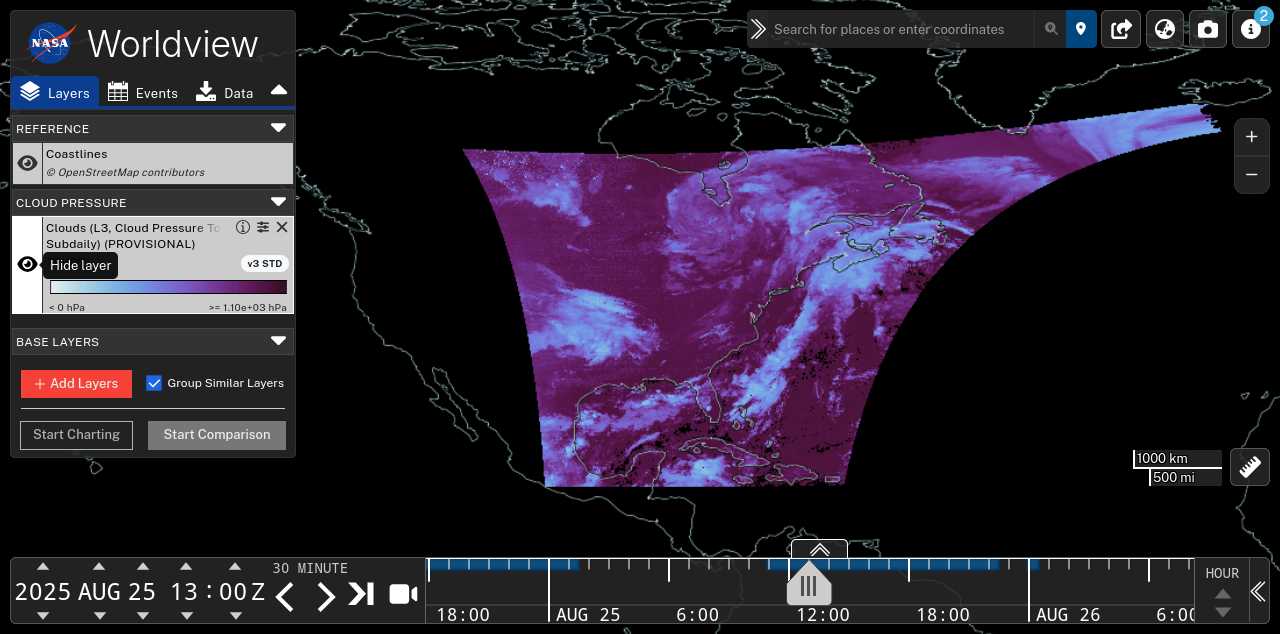 NASA Worldview
Search for places or enter coordinates
2
Layers Events Data
REFERENCE
Coastlines
© OpenStreetMap contributors
CLOUD PRESSURE
Clouds (L3, Cloud Pressure To
Subdaily) (PROVISIONAL)
Hide layer
v3 STD
< 0 hPa >= 1.10e+03 hPa
BASE LAYERS
+ Add Layers Group Similar Layers
Start Charting Start Comparison
+
−
1000 km
500 mi
30 MINUTE
2025 AUG 25 13 : 00 Z
18:00 AUG 25 6:00 12:00 18:00 AUG 26 6:00
HOUR